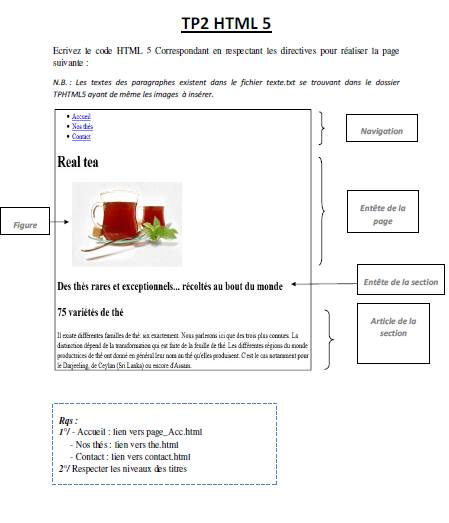 TP2 HTML 5
Ecrivez le code HTML 5 Correspondant en respectant les directives pour réaliser la page
suivante :
N.B. : Les textes des paragraphes existent dans le fichier texte.txt se trouvant dans le dossier
TPHTML5 ayant de même les images à insérer.
Accueil
Nos thés
Contact
Navigation
Real tea
Entête de la
page
Figure
Des thés rares et exceptionnels... récoltés au bout du monde
Entête de la section
75 variétés de thé
Article de la
section
Il existe différentes familles de thé: six exactement. Nous parlerons ici que des trois plus connues. La
distinction dépend de la transformation qui est faite de la feuille de thé. Les différentes régions du monde
productrices de thé ont donné en général leur nom au thé qu'elles produisent. C'est le cas notamment pour
le Darjeeling, de Ceylan (Sri Lanka) ou encore d'Assam.
Rqs :
1°/ - Accueil : lien vers page_Acc.html
- Nos thés : lien vers the.html
- Contact : lien vers contact.html
2°/ Respecter les niveaux des titres